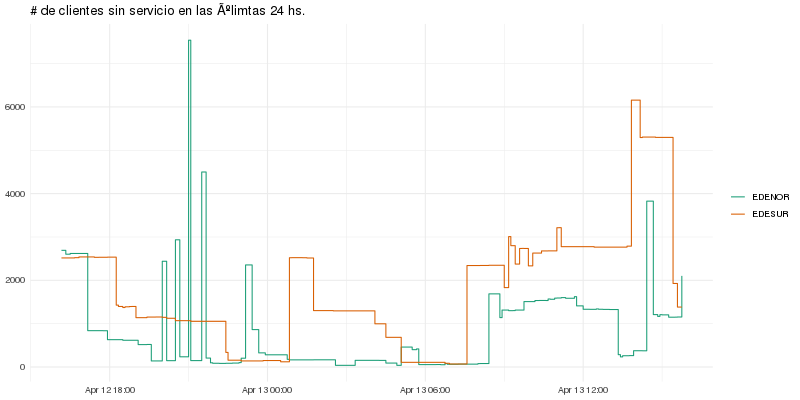 # de clientes sin servicio en las Ãºlimtas 24 hs.
6000
4000
2000
0
Apr 12 18:00
Apr 13 00:00
Apr 13 06:00
Apr 13 12:00
EDENOR
EDESUR